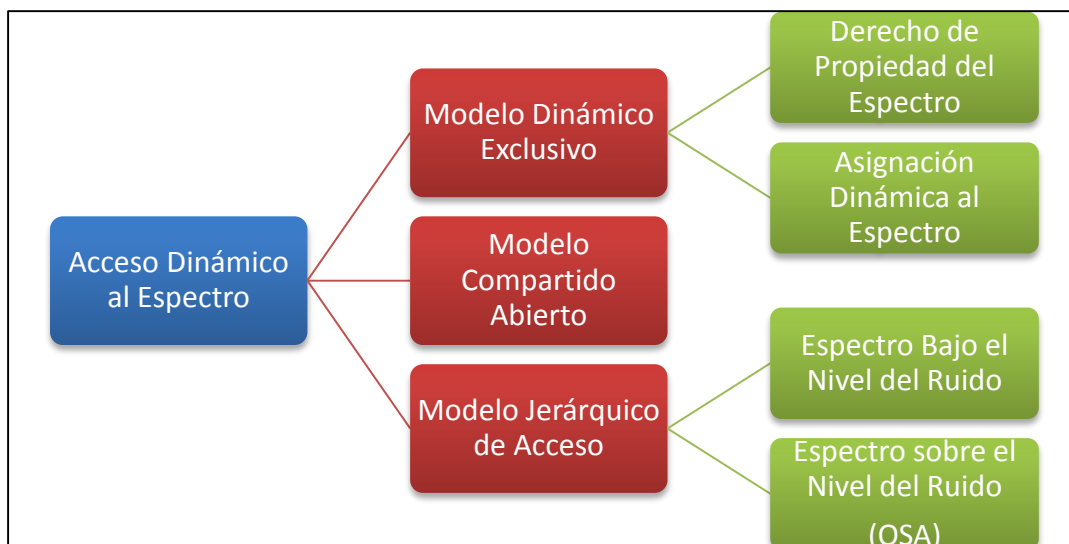 Acceso Dinámico
al Espectro
Modelo Dinámico
Exclusivo
Modelo
Compartido
Abierto
Modelo Jerárquico
de Acceso
Derecho de
Propiedad del
Espectro
Asignación
Dinámica al
Espectro
Espectro Bajo el
Nivel del Ruido
Espectro sobre el
Nivel del Ruido
(OSA)